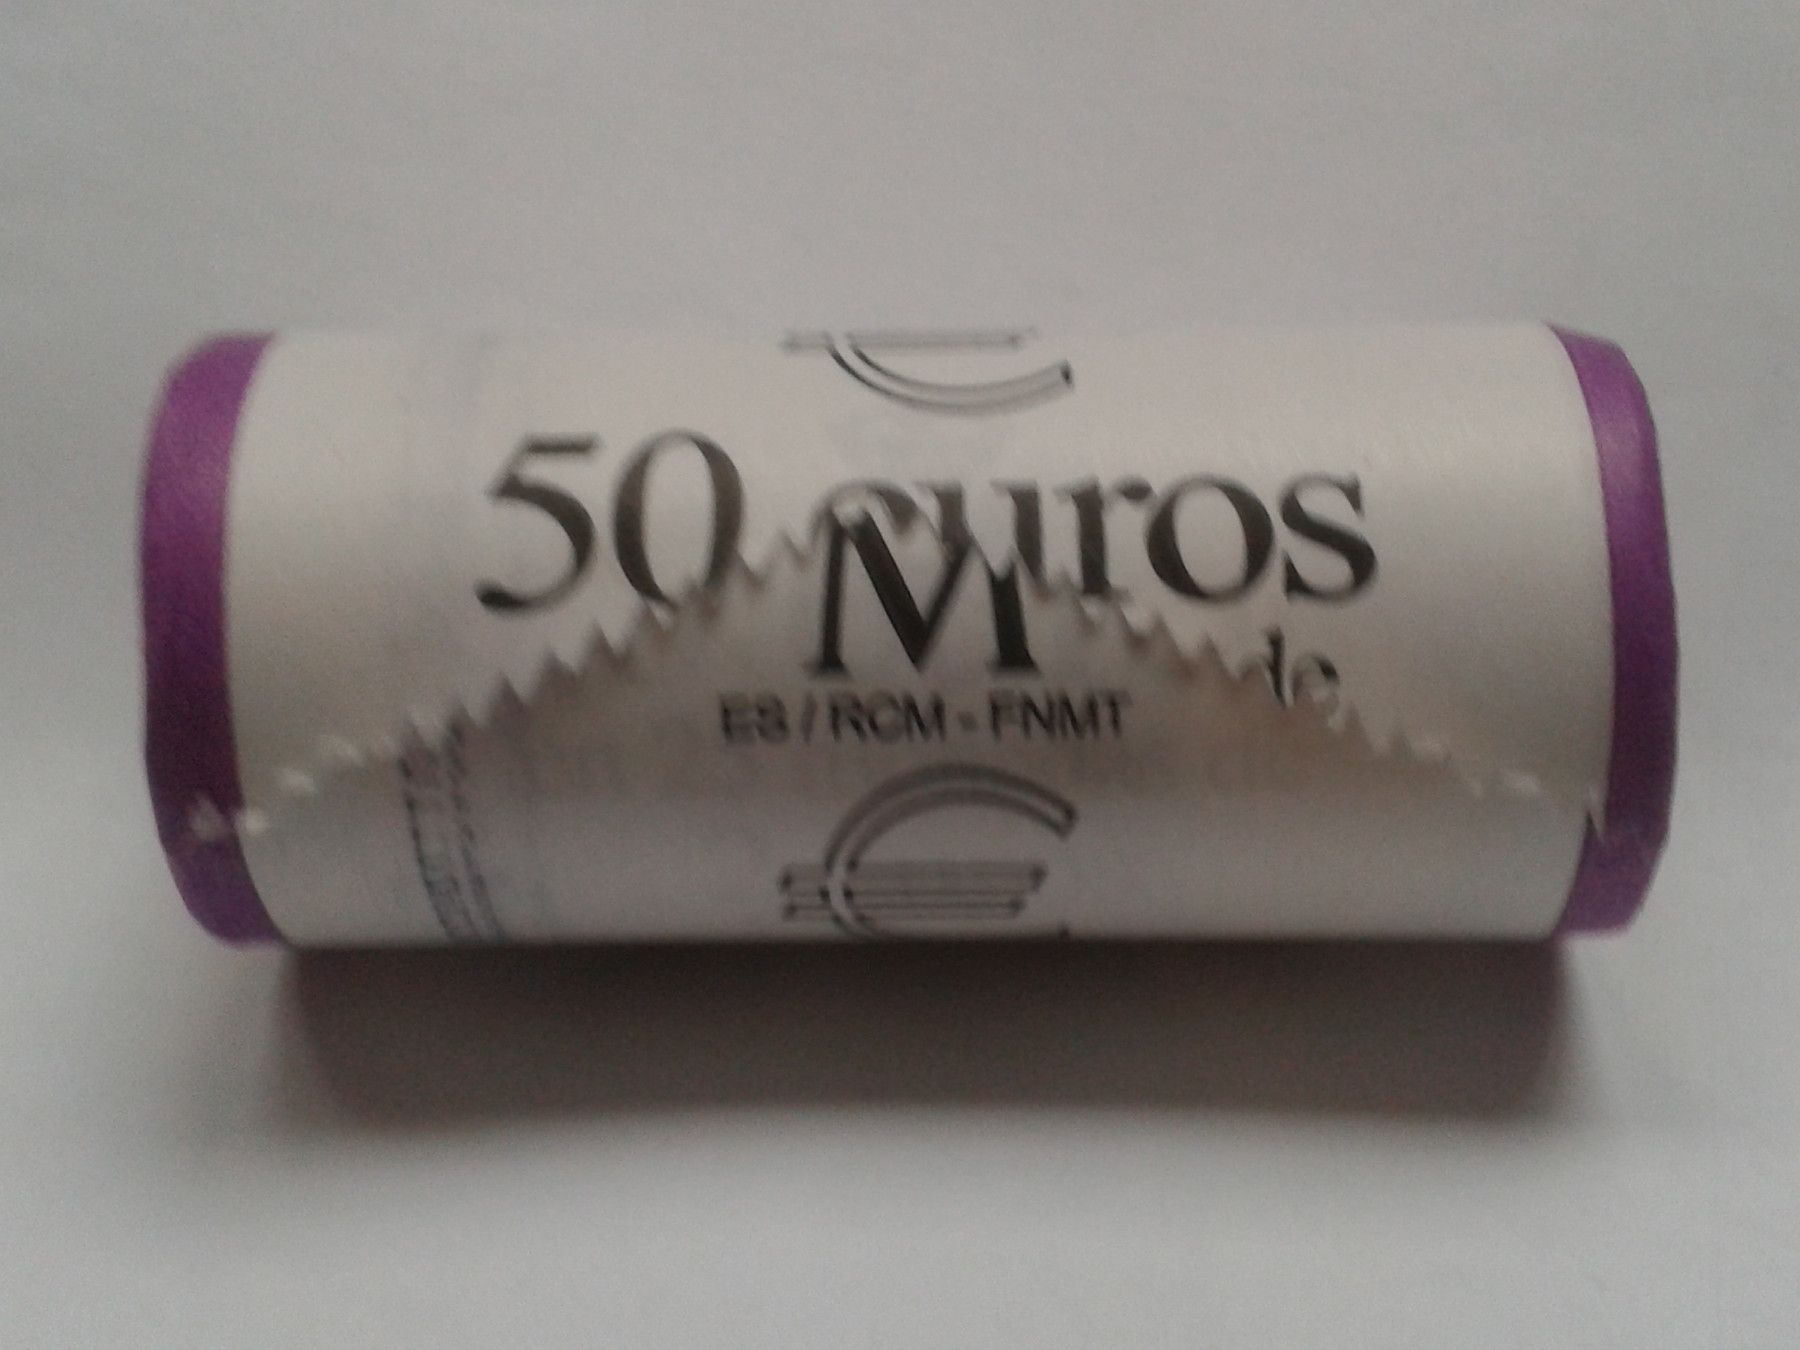 50 euros
M
de
ES / RCM - FNMT